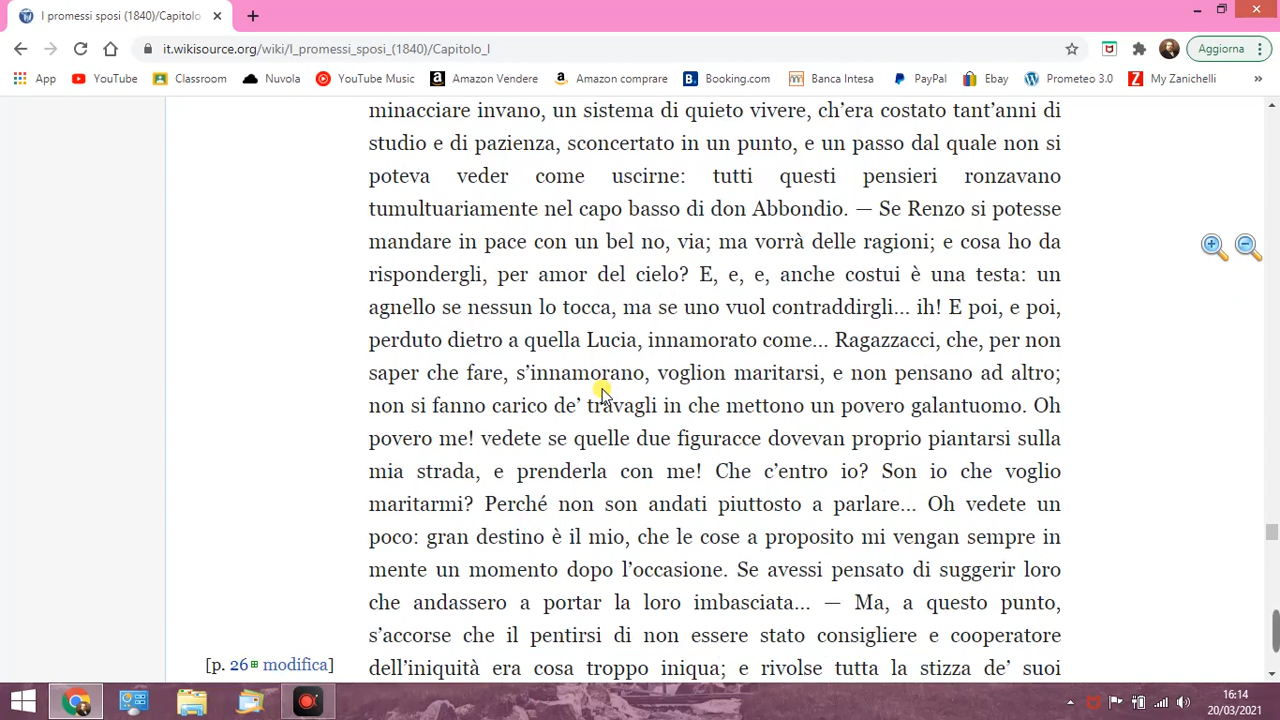 I promessi sposi (1840)/Capitolo
it.wikisource.org/wiki/I_promessi_sposi_(1840)/Capitolo_I
Aggiorna
App YouTube Classroom Nuvola YouTube Music Amazon Vendere Amazon comprare Booking.com Banca Intesa PayPal Ebay Prometeo 3.0 My Zanichelli »
minacciare invano, un sistema di quieto vivere, ch’era costato tant’anni di
studio e di pazienza, sconcertato in un punto, e un passo dal quale non si
poteva veder come uscirne: tutti questi pensieri ronzavano
tumultuariamente nel capo basso di don Abbondio. — Se Renzo si potesse
mandare in pace con un bel no, via; ma vorrà delle ragioni; e cosa ho da
rispondergli, per amor del cielo? E, e, e, anche costui è una testa: un
agnello se nessun lo tocca, ma se uno vuol contraddirgli... ih! E poi, e poi,
perduto dietro a quella Lucia, innamorato come... Ragazzacci, che, per non
saper che fare, s’innamorano, voglion maritarsi, e non pensano ad altro;
non si fanno carico de’ travagli in che mettono un povero galantuomo. Oh
povero me! vedete se quelle due figuracce dovevan proprio piantarsi sulla
mia strada, e prenderla con me! Che c’entro io? Son io che voglio
maritarmi? Perché non son andati piuttosto a parlare... Oh vedete un
poco: gran destino è il mio, che le cose a proposito mi vengan sempre in
mente un momento dopo l’occasione. Se avessi pensato di suggerir loro
che andassero a portar la loro imbasciata... — Ma, a questo punto,
s’accorse che il pentirsi di non essere stato consigliere e cooperatore
[p. 26 modifica]
dell’iniquità era cosa troppo iniqua; e rivolse tutta la stizza de’ suoi
16:14
20/03/2021